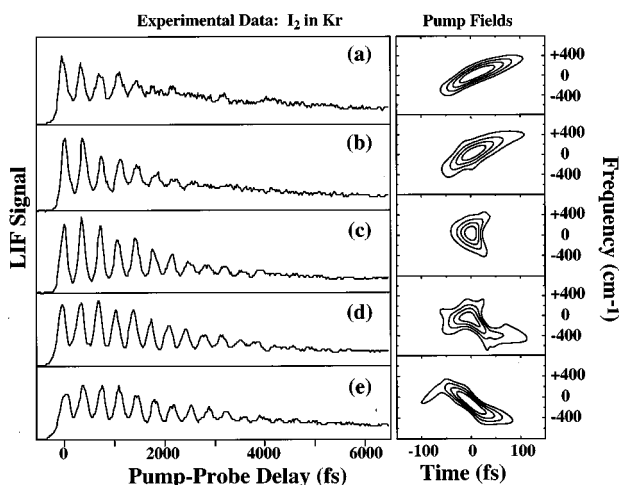 Experimental Data: I2 in Kr
Pump Fields
LIF Signal
(a)
+400
0
-400
(b)
+400
0
-400
(c)
+400
0
-400
(d)
+400
0
-400
(e)
+400
0
-400
Frequency (cm-1)
0 2000 4000 6000
Pump-Probe Delay (fs)
-100 0 100
Time (fs)